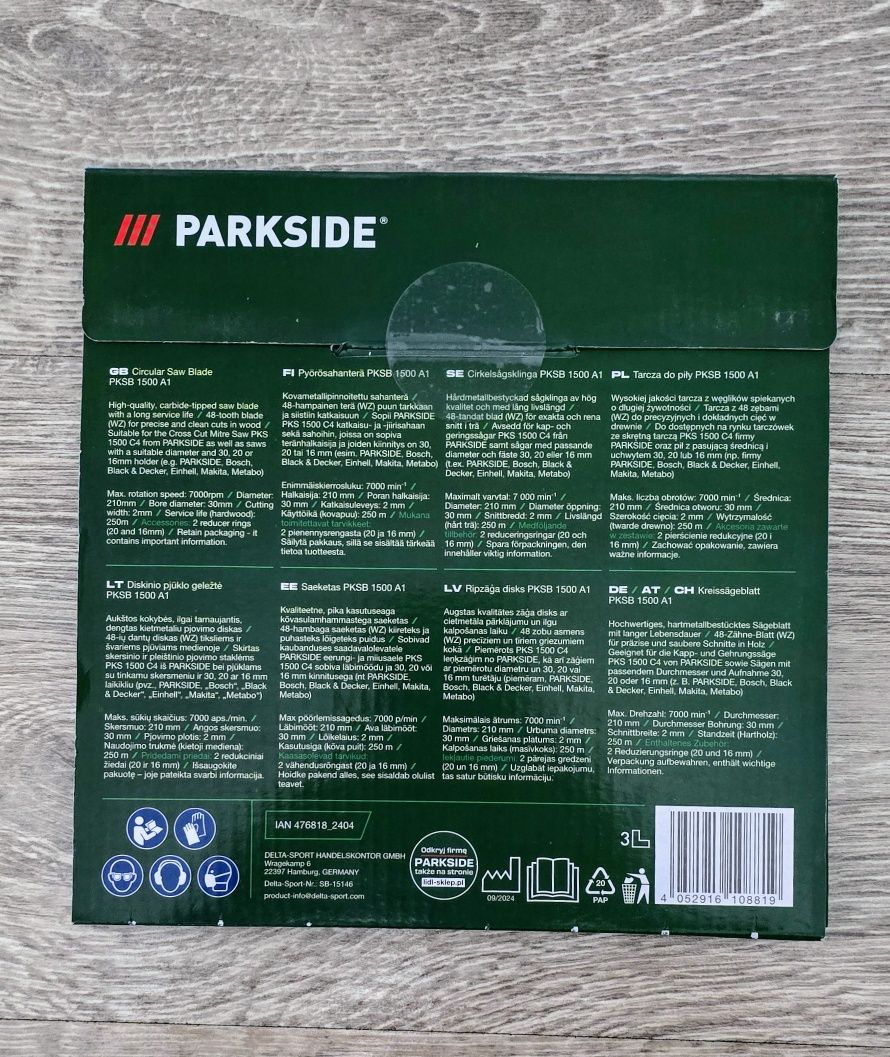 PARKSIDE®
GB Circular Saw Blade
PKSB 1500 A1
High-quality, carbide-tipped saw blade
with a long service life / 48-tooth blade
(WZ) for precise and clean cuts in wood /
Suitable for the Cross Cut Mitre Saw PKS
1500 C4 from PARKSIDE as well as saws
with a suitable diameter and 30, 20 or
16mm holder (e.g. PARKSIDE, Bosch,
Black & Decker, Einhell, Makita, Metabo)
Max. rotation speed: 7000rpm / Diameter:
210mm / Bore diameter: 30mm / Cutting
width: 2mm / Service life (hardwood):
250m / Accessories: 2 reducer rings
(20 and 16mm) / Retain packaging - it
contains important information.
FI Pyörösahanterä PKSB 1500 A1
Kovametallipinnoitettu sahanterä /
48-hampainen terä (WZ) puun tarkkaan
ja siistiin katkaisuun / Sopii PARKSIDE
PKS 1500 C4 katkaisu- ja -jiirisahaan
sekä sahoihin, joissa on sopiva
teränhalkaisija ja joiden kiinnitys on 30,
20 tai 16 mm (esim. PARKSIDE, Bosch,
Black & Decker, Einhell, Makita, Metabo)
Enimmäiskierrosluku: 7000 min⁻¹ /
Halkaisija: 210 mm / Poran halkaisija:
30 mm / Katkaisuleveys: 2 mm /
Käyttöikä (kovapuu): 250 m / Mukana
toimitettavat tarvikkeet:
2 pienennysrengasta (20 ja 16 mm) /
Säilytä pakkaus, sillä se sisältää tärkeää
tietoa tuotteesta.
SE Cirkelsågsklinga PKSB 1500 A1
Hårdmetallbestyckad sågklinga av hög
kvalitet och med lång livslängd /
48-tandat blad (WZ) för exakta och rena
snitt i trä / Avsedd för kap- och
geringssågar PKS 1500 C4 från
PARKSIDE samt sågar med passande
diameter och fäste 30, 20 eller 16 mm
(t.ex. PARKSIDE, Bosch, Black &
Decker, Einhell, Makita, Metabo)
Maximalt varvtal: 7 000 min⁻¹ /
Diameter: 210 mm / Diameter öppning:
30 mm / Snittbredd: 2 mm / Livslängd
(hårt trä): 250 m / Medföljande
tillbehör: 2 reduceringsringar (20 och
16 mm) / Spara förpackningen, den
innehåller viktig information.
PL Tarcza do piły PKSB 1500 A1
Wysokiej jakości tarcza z węglików spiekanych
o długiej żywotności / Tarcza z 48 zębami
(WZ) do precyzyjnych i dokładnych cięć w
drewnie / Do dostępnych na rynku tarczówek
ze skrętną tarczą PKS 1500 C4 firmy
PARKSIDE oraz pił z pasującą średnicą i
uchwytem 30, 20 lub 16 mm (np. firmy
PARKSIDE, Bosch, Black & Decker, Einhell,
Makita, Metabo)
Maks. liczba obrotów: 7000 min⁻¹ / Średnica:
210 mm / Średnica otworu: 30 mm /
Szerokość cięcia: 2 mm / Wytrzymałość
(twarde drewno): 250 m / Akcesoria zawarte
w zestawie: 2 pierścienie redukcyjne (20 i
16 mm) / Zachować opakowanie, zawiera
ważne informacje.
LT Diskinio pjūklo geležtė
PKSB 1500 A1
Aukštos kokybės, ilgai tarnaujantis,
dengtas kietmetaliu pjovimo diskas /
48-ių dantų diskas (WZ) tiksliems ir
švariems pjūviams medienoje / Skirtas
skersinio ir įleistinio pjovimo staklėms
PKS 1500 C4 iš PARKSIDE bei pjūklams
su tinkamu skersmeniu ir 30, 20 ar 16 mm
laikikliu (pvz., PARKSIDE, „Bosch“, „Black
& Decker“, „Einhell“, „Makita“, „Metabo“)
Maks. sūkių skaičius: 7000 aps./min. /
Skersmuo: 210 mm / Angos skersmuo:
30 mm / Pjovimo plotis: 2 mm /
Naudojimo trukmė (kietoji mediena):
250 m / Pridedami priedai: 2 redukciniai
žiedai (20 ir 16 mm) / Išsaugokite
pakuotę – joje pateikta svarbi informacija.
EE Saeketas PKSB 1500 A1
Kvaliteetne, pika kasutuseaga
kõvasulamhammastega saeketas /
48-hambaga saeketas (WZ) kiireteks ja
puhasteks lõigeteks puidus / Sobivad
kaubanduses saadavalolevatele
PARKSIDE eerungi- ja miiusaele PKS
1500 C4 sobiva läbimõõdu ja 30, 20 või
16 mm kinnitusega (nt PARKSIDE,
Bosch, Black & Decker, Einhell, Makita,
Metabo)
Max pöörlemissagedus: 7000 p/min /
Läbimõõt: 210 mm / Ava läbimõõt:
30 mm / Lõikelaius: 2 mm /
Kasutusiga (kõva puit): 250 m /
Kaasasolevad tarvikud:
2 vähendusrõngast (20 ja 16 mm) /
Hoidke pakend alles, see sisaldab olulist
teavet.
LV Ripzāģa disks PKSB 1500 A1
Augstas kvalitātes zāģa disks ar
cietmetāla pārklājumu un ilgu
kalpošanas laiku / 48 zobu asmens
(WZ) precīziem un tīriem griezumiem
kokā / Piemērots PKS 1500 C4
leņķzāģim no PARKSIDE, kā arī zāģiem
ar piemērotu diametru un 30, 20 vai
16 mm turētāju (piemēram, PARKSIDE,
Bosch, Black & Decker, Einhell, Makita,
Metabo)
Maksimālais ātrums: 7000 min⁻¹ /
Diametrs: 210 mm / Urbuma diametrs:
30 mm / Griešanas platums: 2 mm /
Kalpošanas laiks (masīvkoks): 250 m /
Iekļautie piederumi: 2 pārejas gredzeni
(20 un 16 mm) / Uzglabāt iepakojumu,
tas satur būtisku informāciju.
DE / AT / CH Kreissägeblatt
PKSB 1500 A1
Hochwertiges, hartmetallbestücktes Sägeblatt
mit langer Lebensdauer / 48-Zähne-Blatt (WZ)
für präzise und saubere Schnitte in Holz /
Geeignet für die Kapp- und Gehrungssäge
PKS 1500 C4 von PARKSIDE sowie Sägen mit
passendem Durchmesser und Aufnahme 30,
20 oder 16 mm (z. B. PARKSIDE, Bosch, Black
& Decker, Einhell, Makita, Metabo)
Max. Drehzahl: 7000 min⁻¹ / Durchmesser:
210 mm / Durchmesser Bohrung: 30 mm /
Schnittbreite: 2 mm / Standzeit (Hartholz):
250 m / Enthaltenes Zubehör:
2 Reduzierungsringe (20 und 16 mm) /
Verpackung aufbewahren, enthält wichtige
Informationen.
IAN 476818_2404
DELTA-SPORT HANDELSKONTOR GMBH
Wragekamp 6
22397 Hamburg, GERMANY
Delta-Sport-Nr.: SB-15146
product-info@delta-sport.com
Odkryj firmę
PARKSIDE
także na stronie
lidl-sklep.pl
09/2024
20
PAP
3L
4 052916 108819